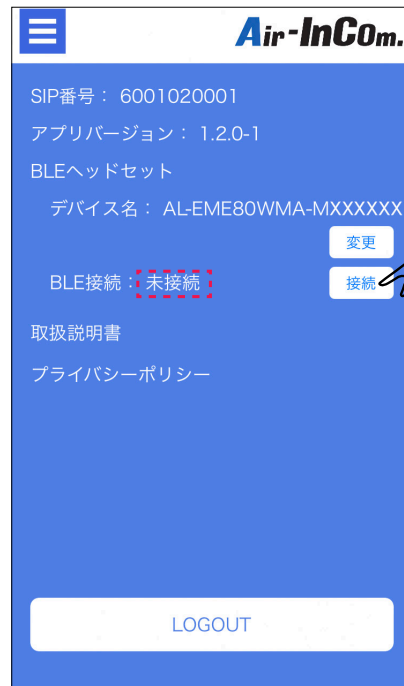 Air-InCom.
SIP番号： 6001020001
アプリバージョン： 1.2.0-1
BLEヘッドセット
デバイス名： AL-EME80WMA-MXXXXXX
変更
BLE接続：未接続
接続
取扱説明書
プライバシーポリシー
LOGOUT